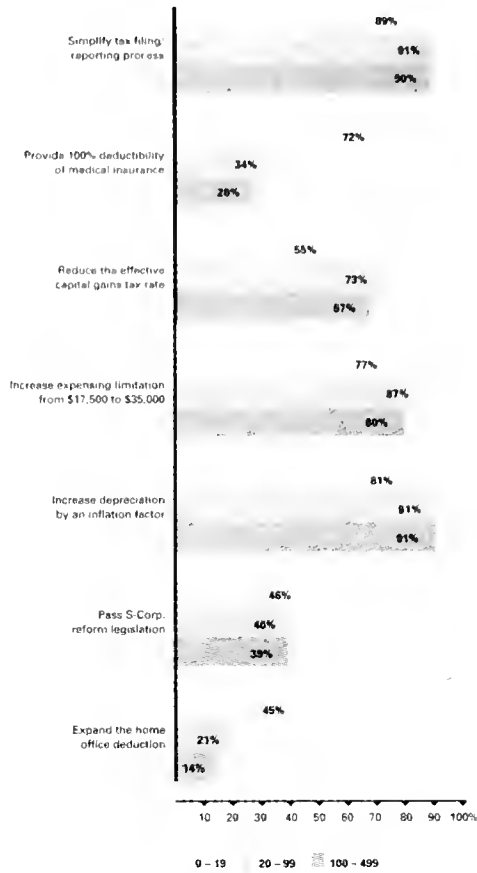 89%
Simplify tax filing/
reporting process
91%
90%
72%
Provide 100% deductibility
of medical insurance
34%
28%
55%
Reduce the effective
capital gains tax rate
73%
67%
77%
Increase expensing limitation
from $17,500 to $35,000
87%
80%
81%
Increase depreciation
by an inflation factor
91%
91%
46%
Pass S-Corp.
reform legislation
40%
39%
45%
Expand the home
office deduction
21%
14%
10 20 30 40 50 60 70 80 90 100%
0 – 19 20 – 99 100 – 499